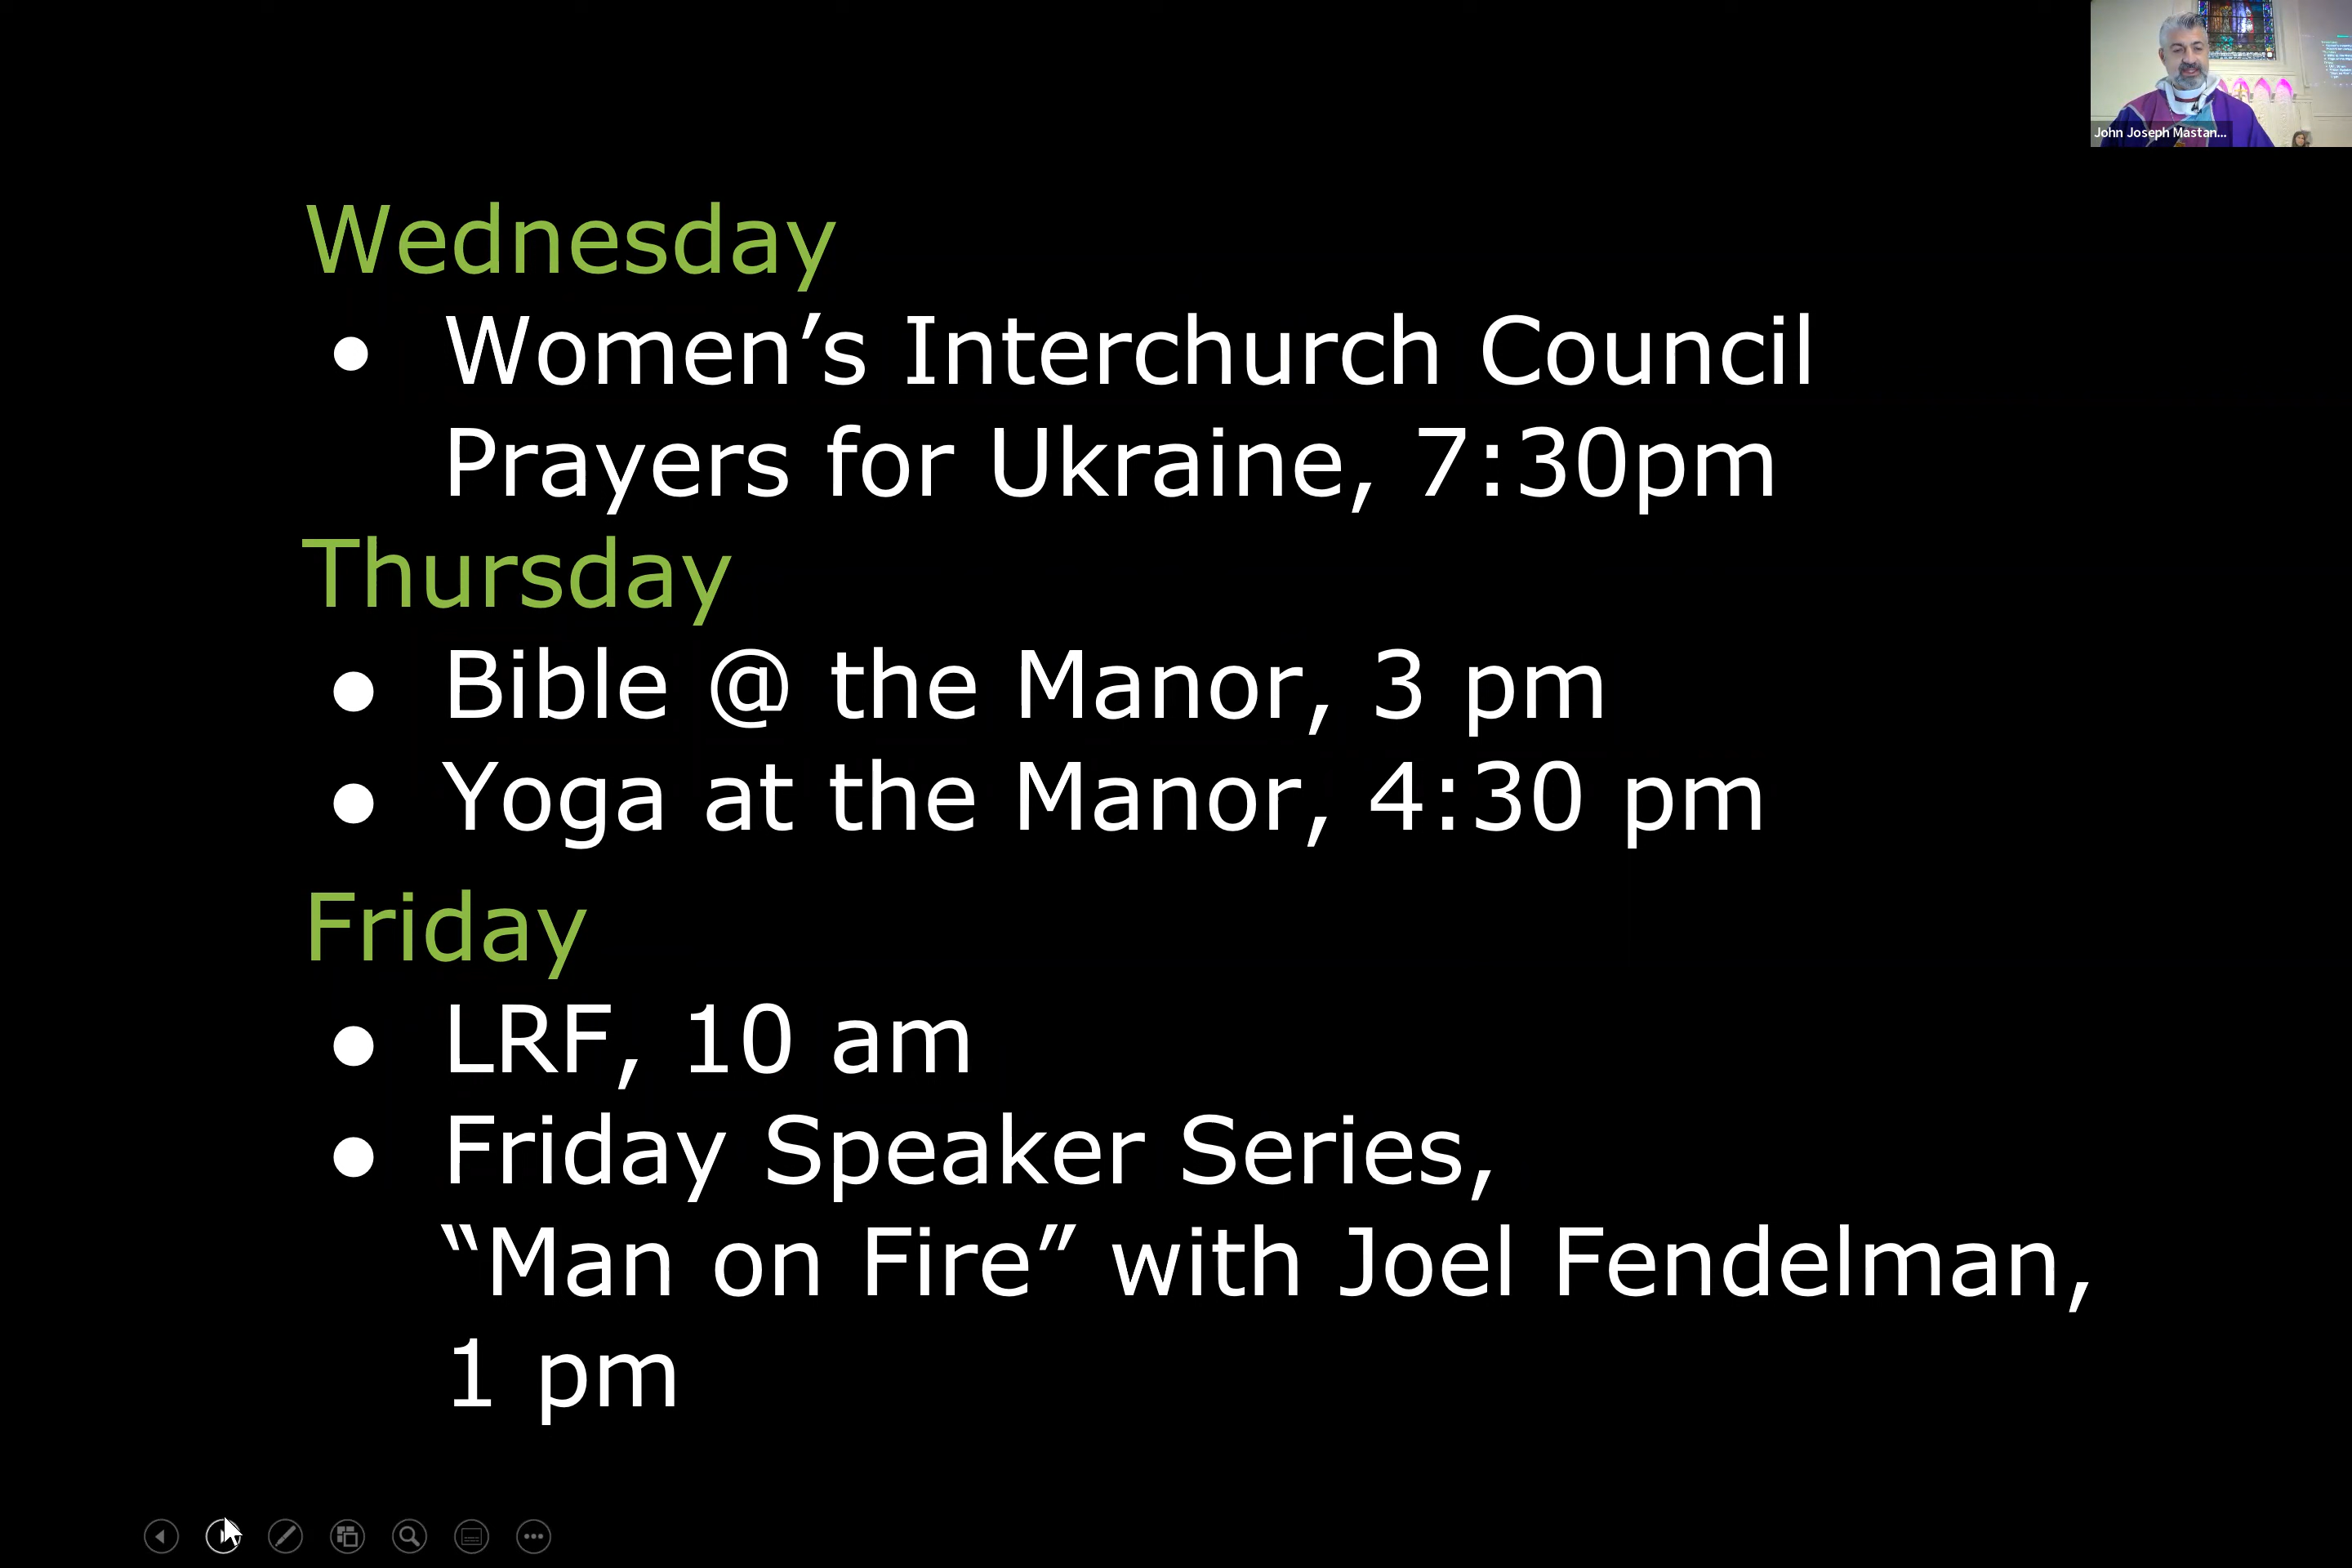 John Joseph Mastan...
Wednesday
● Women’s Interchurch Council
Prayers for Ukraine, 7:30pm
Thursday
● Bible @ the Manor, 3 pm
● Yoga at the Manor, 4:30 pm
Friday
● LRF, 10 am
● Friday Speaker Series,
“Man on Fire” with Joel Fendelman,
1 pm